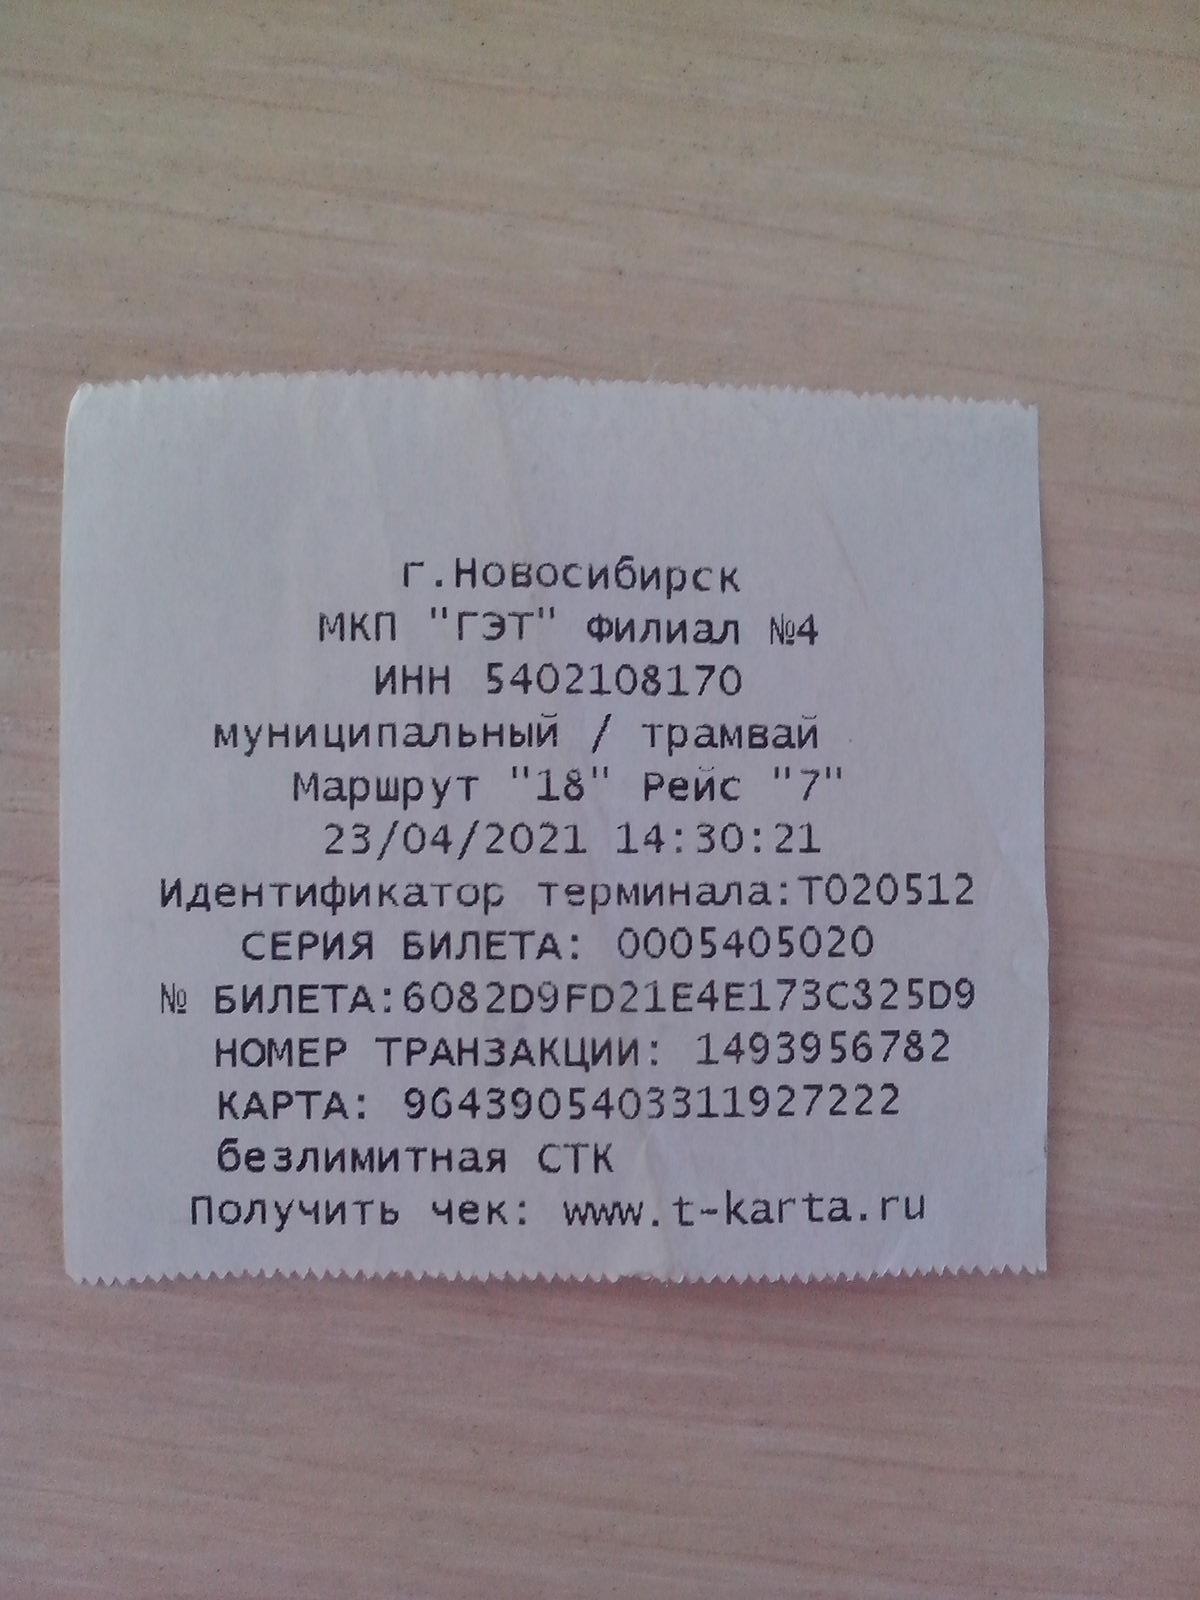 г.Новосибирск
МКП "ГЭТ" Филиал №4
ИНН 5402108170
муниципальный / трамвай
Маршрут "18" Рейс "7"
23/04/2021 14:30:21
Идентификатор терминала:Т020512
СЕРИЯ БИЛЕТА: 0005405020
№ БИЛЕТА:6082D9FD21E4E173C325D9
НОМЕР ТРАНЗАКЦИИ: 1493956782
КАРТА: 9643905403311927222
безлимитная СТК
Получить чек: www.t-karta.ru